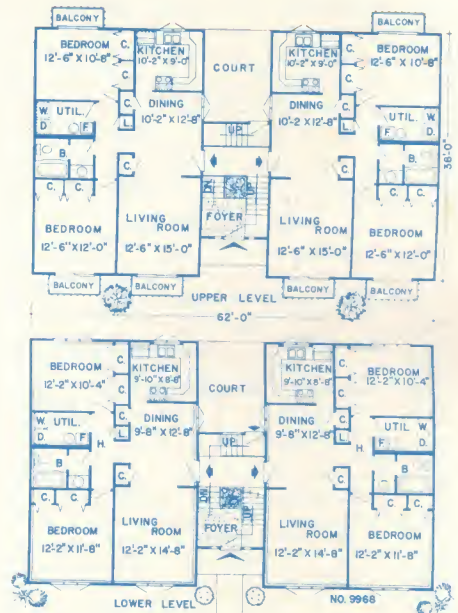 BALCONY BALCONY
BEDROOM KITCHEN KITCHEN BEDROOM
12'-6" X 10'-8" C. 10'-2" X 9'-0" COURT 10'-2" X 9'-0" C. 12'-6" X 10'-8"
C. C.
W. UTIL. C. DINING DINING C. UTIL. W.
D. F. L. 10'-2" X 12'-8" UP 10'-2 X 12'-8" L. F. D.
B. B.
C. C. C. C. C. C.
DN UP
BEDROOM LIVING ROOM FOYER LIVING ROOM BEDROOM
12'-6" X 12'-0" 12'-6" X 15'-0" 12'-6" X 15'-0" 12'-6" X 12'-0"
38'-0"
BALCONY BALCONY BALCONY BALCONY
UPPER LEVEL
62'-0"
BEDROOM KITCHEN KITCHEN BEDROOM
12'-2" X 10'-4" C. 9'-10" X 8'-8" COURT 9'-10" X 8'-8" C. 12'-2" X 10'-4"
C. C.
W. UTIL. C. DINING DINING C. UTIL. W.
D. F. L. 9'-8" X 12'-8" UP 9'-8" X 12'-8" L. F. D.
H. H.
B. B.
C. C. C. C. C. C.
DN UP
BEDROOM LIVING ROOM FOYER LIVING ROOM BEDROOM
12'-2" X 11'-8" 12'-2" X 14'-8" 12'-2" X 14'-8" 12'-2" X 11'-8"
LOWER LEVEL NO. 9968